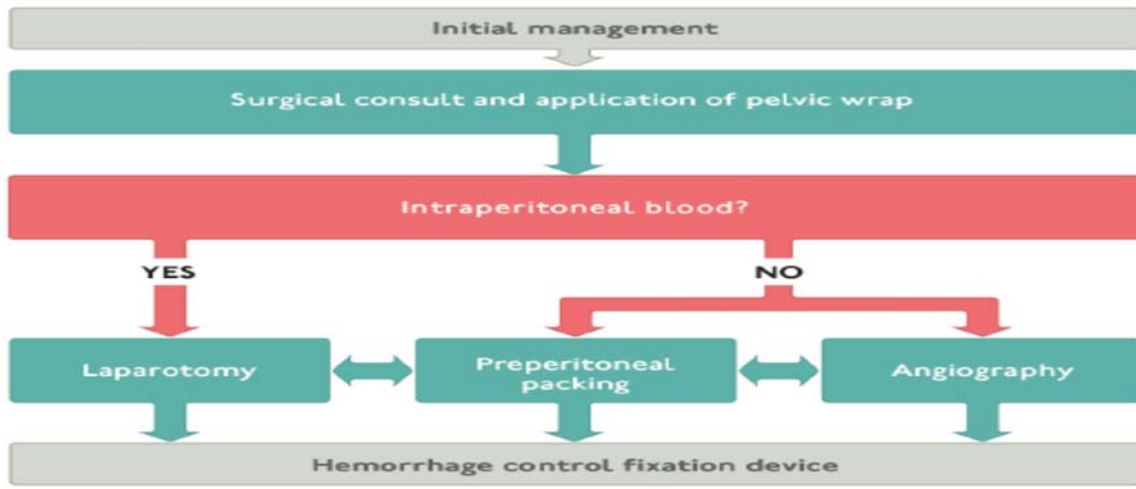 Initial management
Surgical consult and application of pelvic wrap
Intraperitoneal blood?
YES
NO
Laparotomy
Preperitoneal
packing
Angiography
Hemorrhage control fixation device